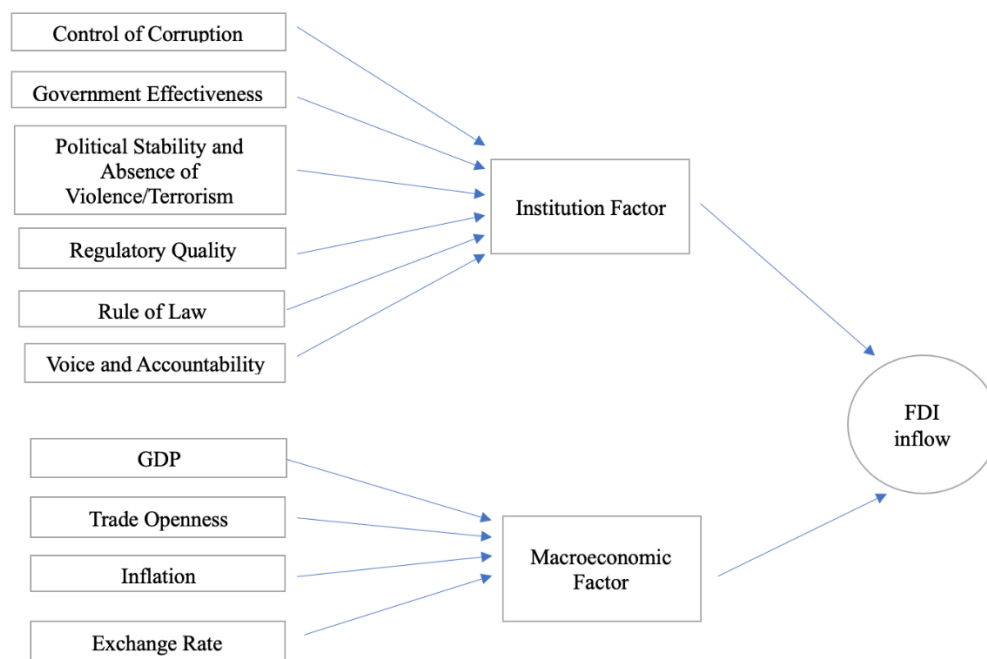 Control of Corruption
Government Effectiveness
Political Stability and
Absence of
Violence/Terrorism
Regulatory Quality
Rule of Law
Voice and Accountability
Institution Factor
GDP
Trade Openness
Inflation
Exchange Rate
Macroeconomic
Factor
FDI
inflow